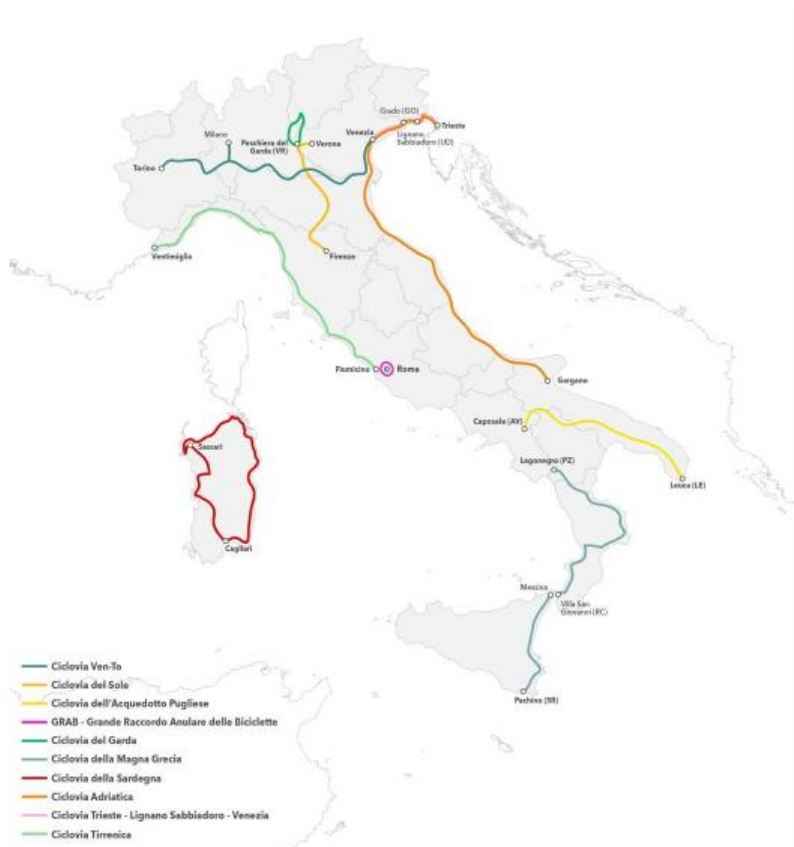 Grado (GO)
Trieste
Milano
Venezia
Lignano
Sabbiadoro (UD)
Peschiera del
Garda (VR)
Verona
Torino
Ventimiglia
Firenze
Fiumicino
Roma
Gargano
Caposele (AV)
Sassari
Lagonegro (PZ)
Leuca (LE)
Cagliari
Messina
Villa San
Giovanni (RC)
Pachino (SR)
Ciclovia Ven-To
Ciclovia del Sole
Ciclovia dell'Acquedotto Pugliese
GRAB - Grande Raccordo Anulare delle Biciclette
Ciclovia del Garda
Ciclovia della Magna Grecia
Ciclovia della Sardegna
Ciclovia Adriatica
Ciclovia Trieste - Lignano Sabbiadoro - Venezia
Ciclovia Tirrenica